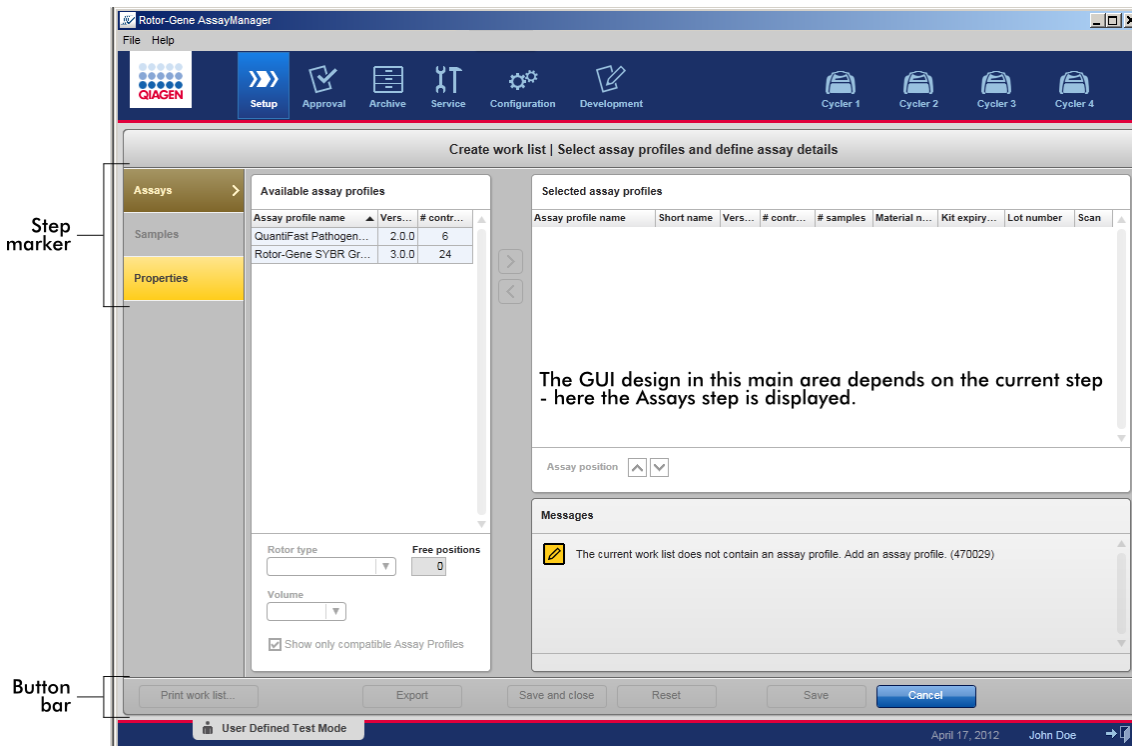 Rotor-Gene AssayManager
File Help
QIAGEN
Setup
Approval
Archive
Service
Configuration
Development
Cycler 1
Cycler 2
Cycler 3
Cycler 4
Create work list | Select assay profiles and define assay details
Step marker
Assays
Samples
Properties
Available assay profiles
Assay profile name Vers... # contr...
QuantiFast Pathogen... 2.0.0 6
Rotor-Gene SYBR Gr... 3.0.0 24
Rotor type
Free positions
0
Volume
Show only compatible Assay Profiles
Selected assay profiles
Assay profile name Short name Vers... # contr... # samples Material n... Kit expiry... Lot number Scan
The GUI design in this main area depends on the current step
- here the Assays step is displayed.
Assay position
Messages
The current work list does not contain an assay profile. Add an assay profile. (470029)
Button bar
Print work list...
Export
Save and close
Reset
Save
Cancel
User Defined Test Mode
April 17, 2012
John Doe